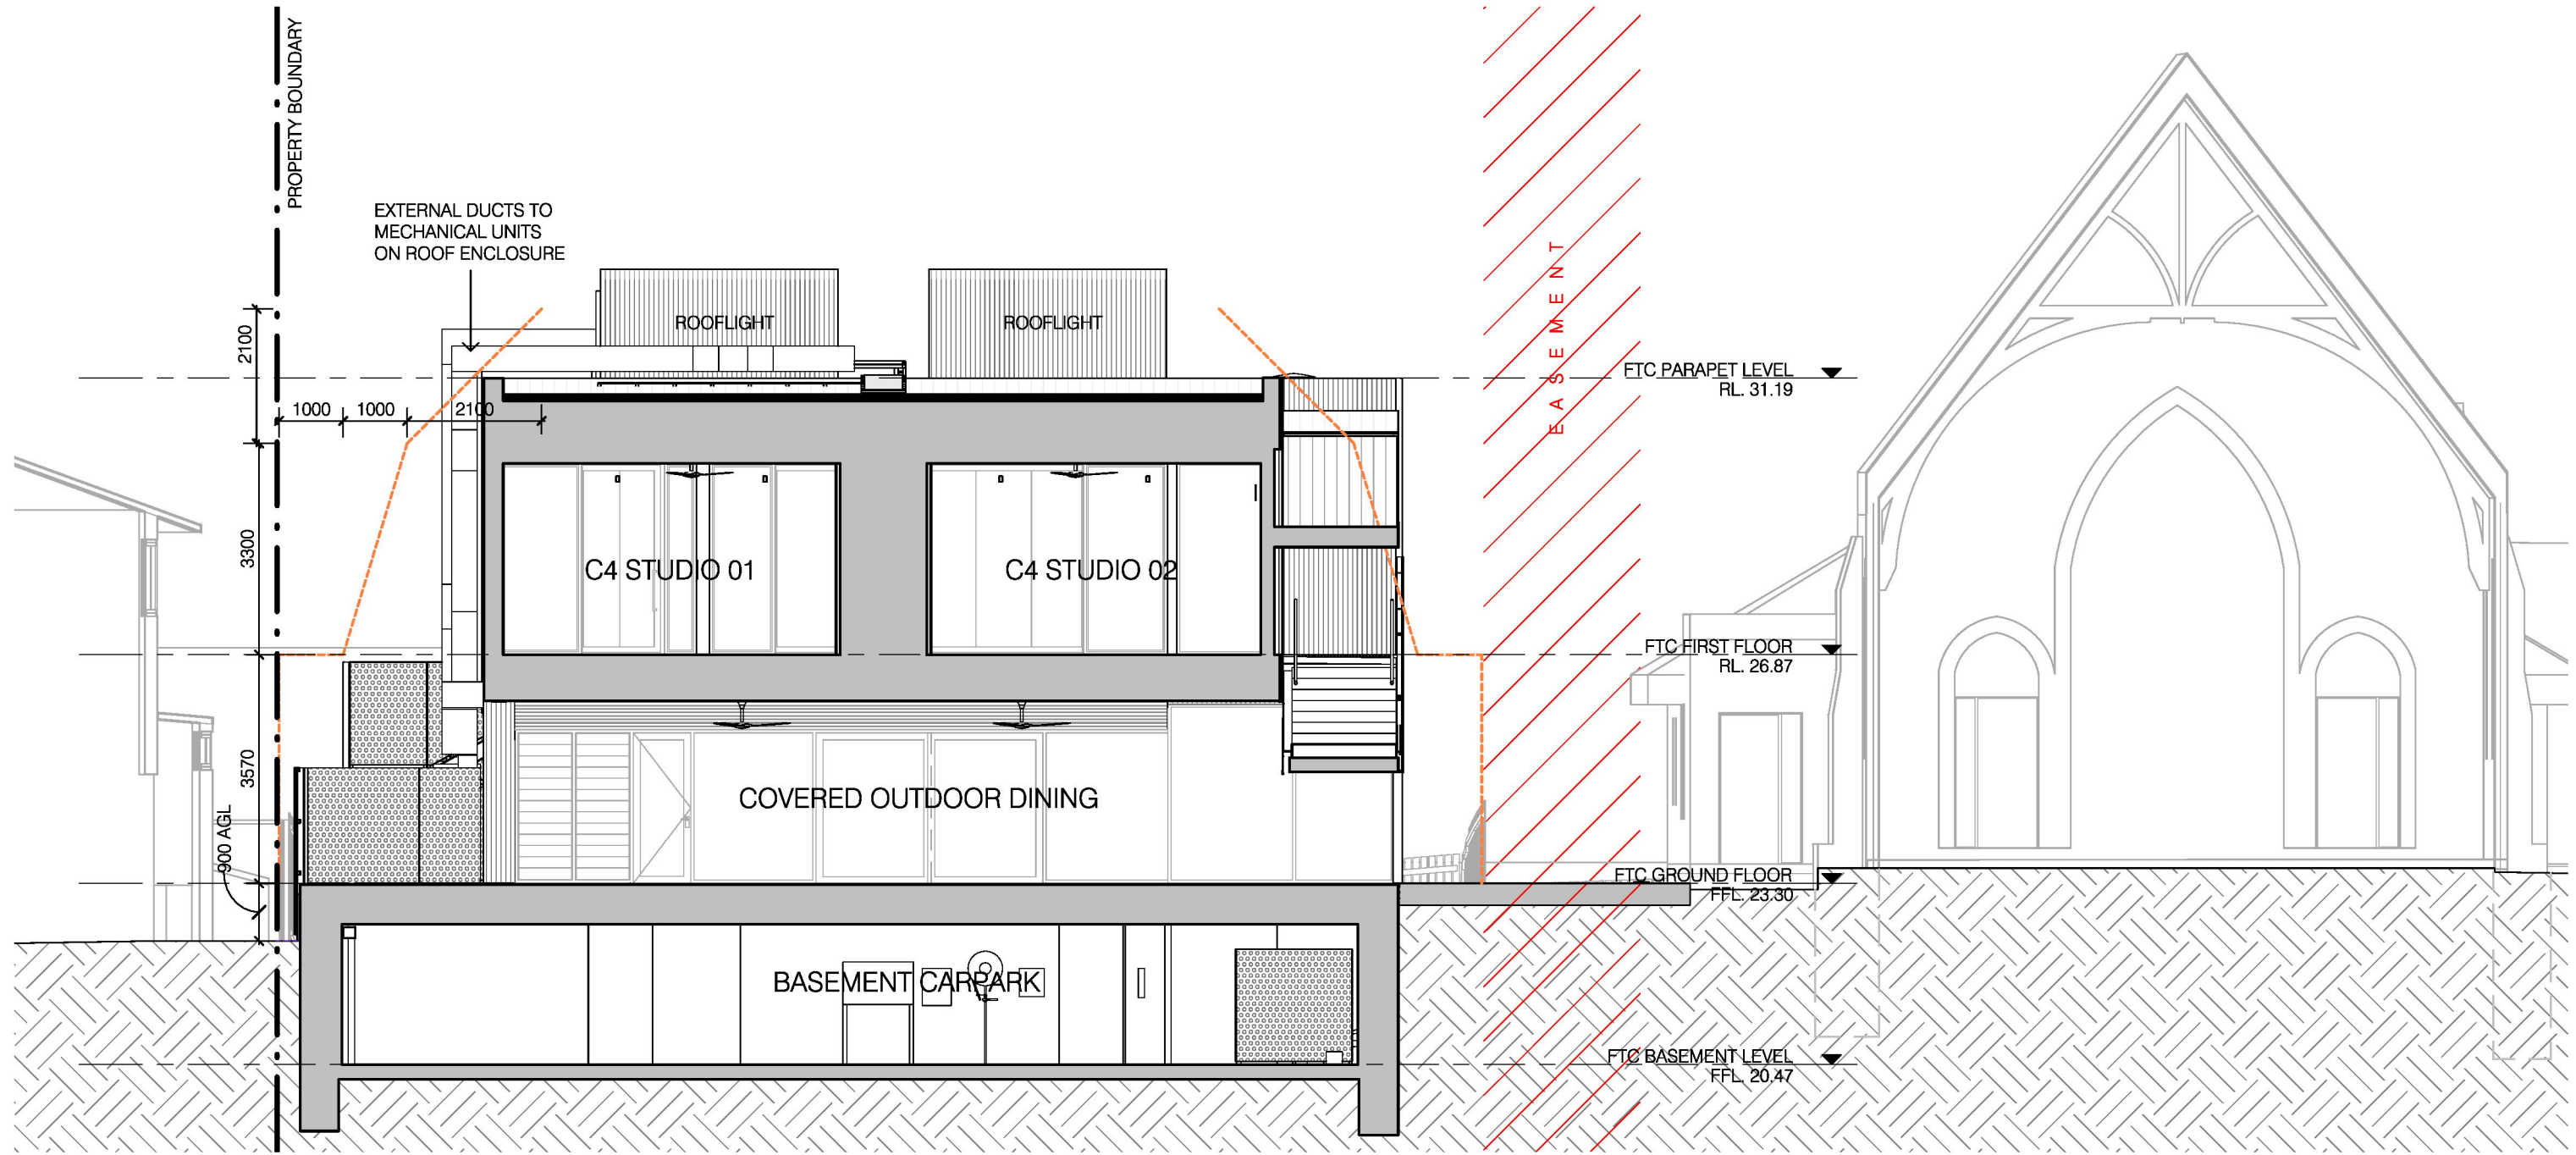 PROPERTY BOUNDARY
EXTERNAL DUCTS TO
MECHANICAL UNITS
ON ROOF ENCLOSURE
ROOFLIGHT
ROOFLIGHT
EASEMENT
2100
FTC PARAPET LEVEL
RL. 31.19
1000
1000
2100
3300
C4 STUDIO 01
C4 STUDIO 02
FTC FIRST FLOOR
RL. 26.87
3570
COVERED OUTDOOR DINING
900 AGL
FTC GROUND FLOOR
FFL. 23.30
BASEMENT CARPARK
FTC BASEMENT LEVEL
FFL. 20.47